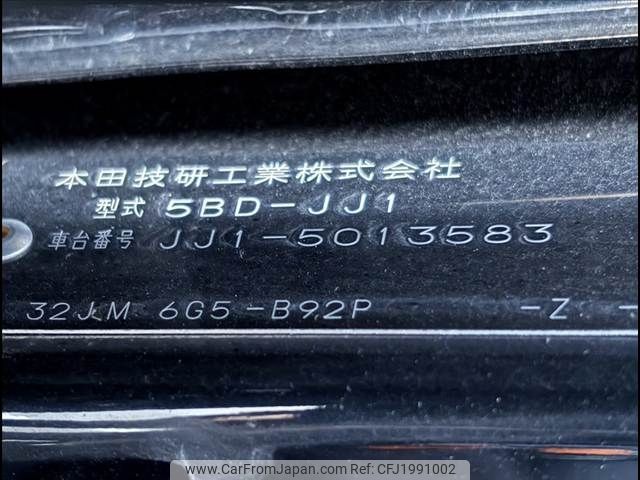 本田技研工業株式会社
型式 5BD-JJ1
車台番号 JJ1-5013583
32JM 6G5-B92P -Z -
www.CarFromJapan.com | Ref No: CFJ1991002